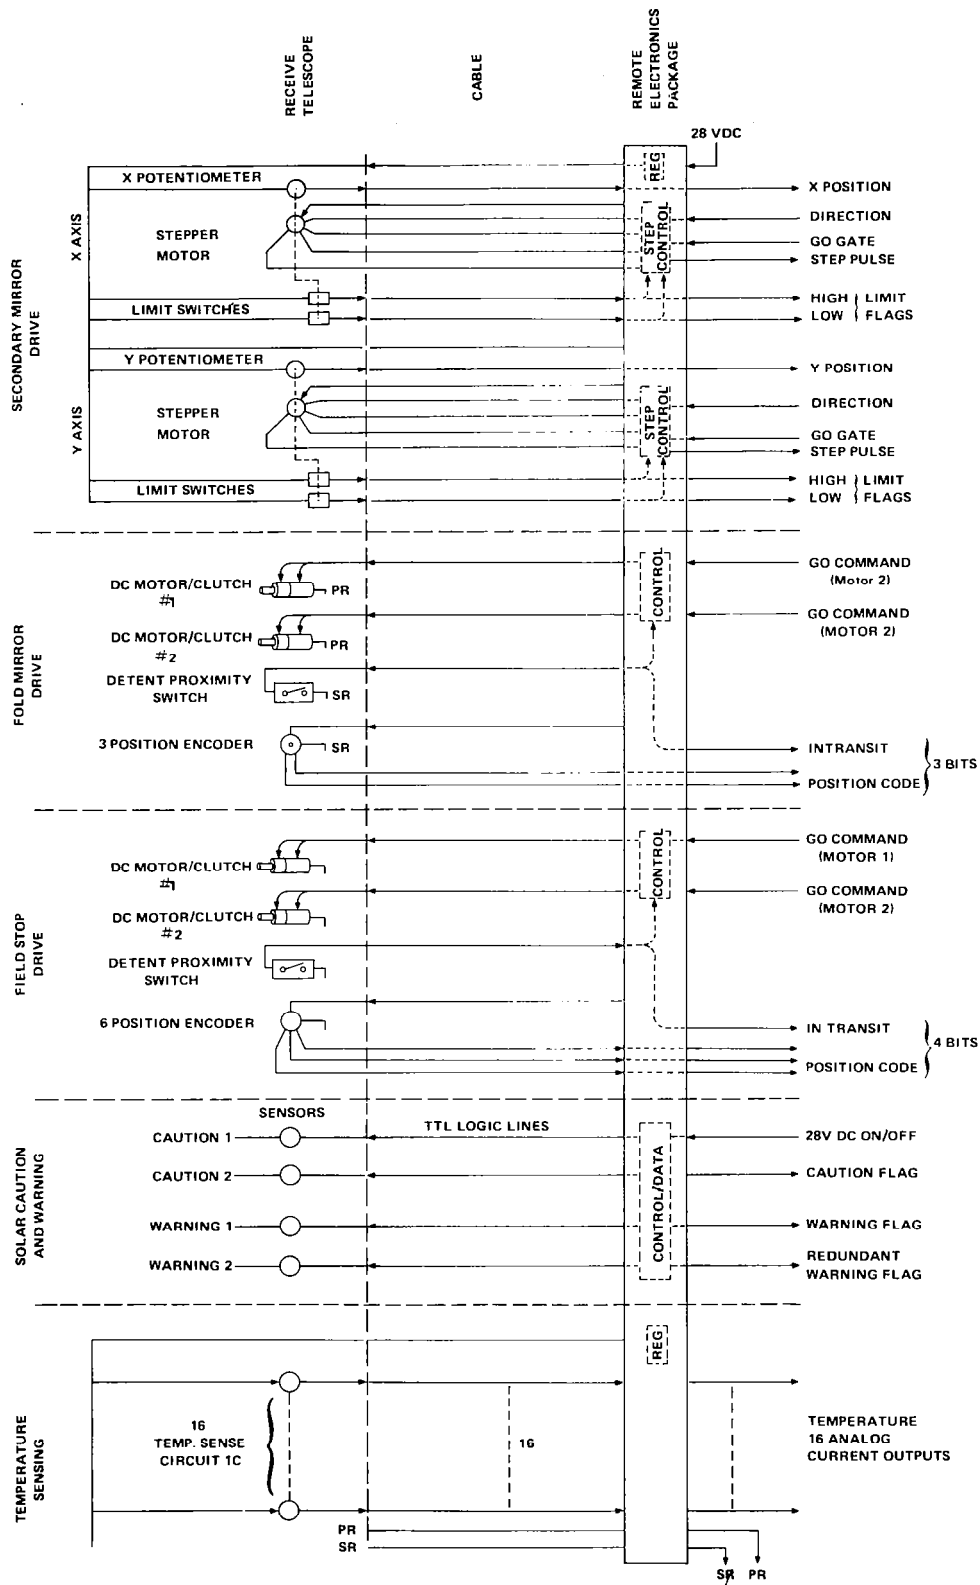 RECEIVE
TELESCOPE
CABLE
REMOTE
ELECTRONICS
PACKAGE
28 VDC
SECONDARY MIRROR
DRIVE
X AXIS
X POTENTIOMETER
REG
X POSITION
STEPPER
MOTOR
STEP
CONTROL
DIRECTION
GO GATE
STEP PULSE
LIMIT SWITCHES
HIGH LIMIT
LOW FLAGS
Y AXIS
Y POTENTIOMETER
Y POSITION
STEPPER
MOTOR
STEP
CONTROL
DIRECTION
GO GATE
STEP PULSE
LIMIT SWITCHES
HIGH LIMIT
LOW FLAGS
FOLD MIRROR
DRIVE
DC MOTOR/CLUTCH
#1
PR
CONTROL
GO COMMAND
(Motor 2)
DC MOTOR/CLUTCH
#2
PR
GO COMMAND
(MOTOR 2)
DETENT PROXIMITY
SWITCH
SR
3 POSITION ENCODER
SR
INTRANSIT
POSITION CODE
3 BITS
FIELD STOP
DRIVE
DC MOTOR/CLUTCH
#1
CONTROL
GO COMMAND
(MOTOR 1)
DC MOTOR/CLUTCH
#2
GO COMMAND
(MOTOR 2)
DETENT PROXIMITY
SWITCH
6 POSITION ENCODER
IN TRANSIT
POSITION CODE
4 BITS
SOLAR CAUTION
AND WARNING
SENSORS
TTL LOGIC LINES
CAUTION 1
CAUTION 2
WARNING 1
WARNING 2
CONTROL/DATA
28V DC ON/OFF
CAUTION FLAG
WARNING FLAG
REDUNDANT
WARNING FLAG
TEMPERATURE
SENSING
REG
16
TEMP. SENSE
CIRCUIT 1C
16
TEMPERATURE
16 ANALOG
CURRENT OUTPUTS
PR
SR
SR PR